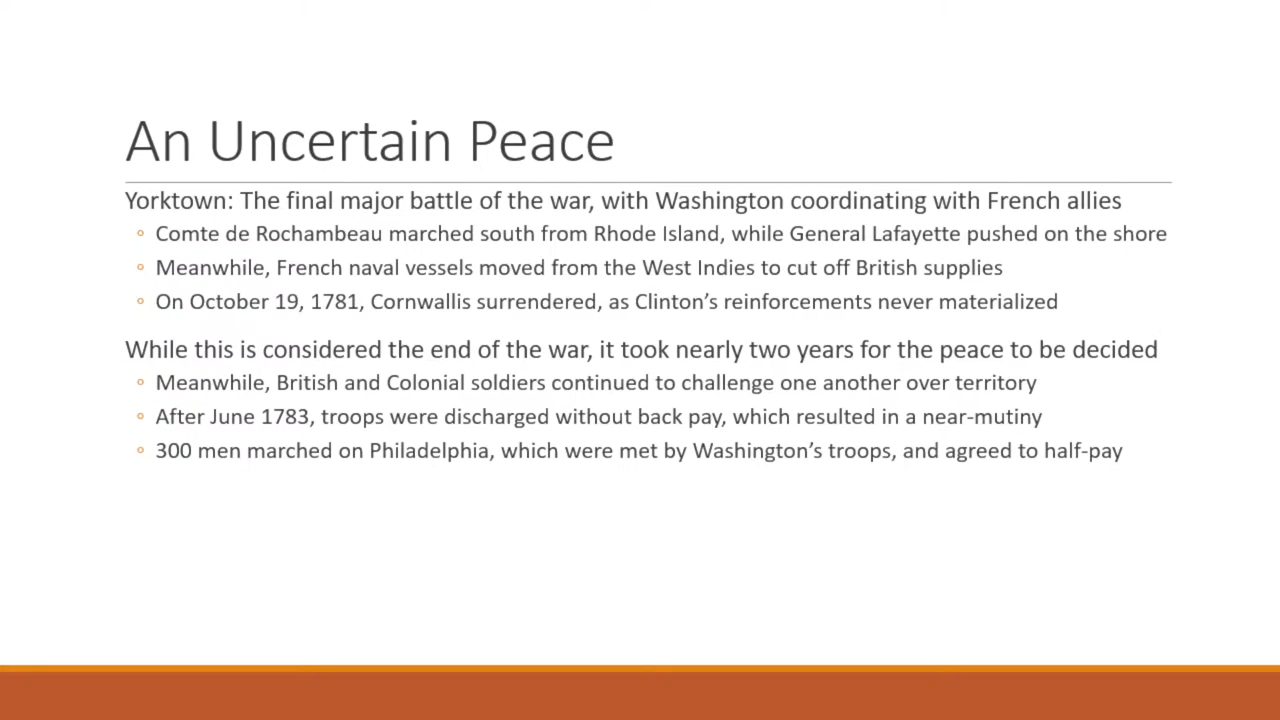 An Uncertain Peace
Yorktown: The final major battle of the war, with Washington coordinating with French allies
◦ Comte de Rochambeau marched south from Rhode Island, while General Lafayette pushed on the shore
◦ Meanwhile, French naval vessels moved from the West Indies to cut off British supplies
◦ On October 19, 1781, Cornwallis surrendered, as Clinton’s reinforcements never materialized
While this is considered the end of the war, it took nearly two years for the peace to be decided
◦ Meanwhile, British and Colonial soldiers continued to challenge one another over territory
◦ After June 1783, troops were discharged without back pay, which resulted in a near-mutiny
◦ 300 men marched on Philadelphia, which were met by Washington’s troops, and agreed to half-pay